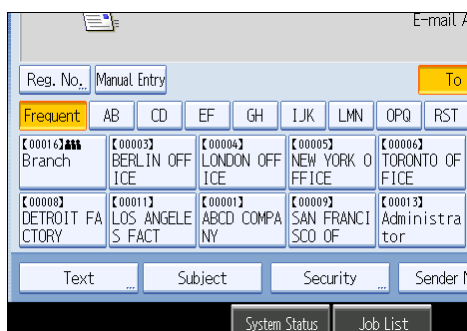 E-mail A
Reg. No. Manual Entry To
Frequent AB CD EF GH IJK LMN OPQ RST
【00016】 【00003】 【00004】 【00005】 【00006】
Branch BERLIN OFF LONDON OFF NEW YORK O TORONTO OF
ICE ICE FFICE FICE
【00008】 【00011】 【00001】 【00009】 【00013】
DETROIT FA LOS ANGELE ABCD COMPA SAN FRANCI Administra
CTORY S FACT NY SCO OF tor
Text ... Subject Security ... Sender N
System Status Job List